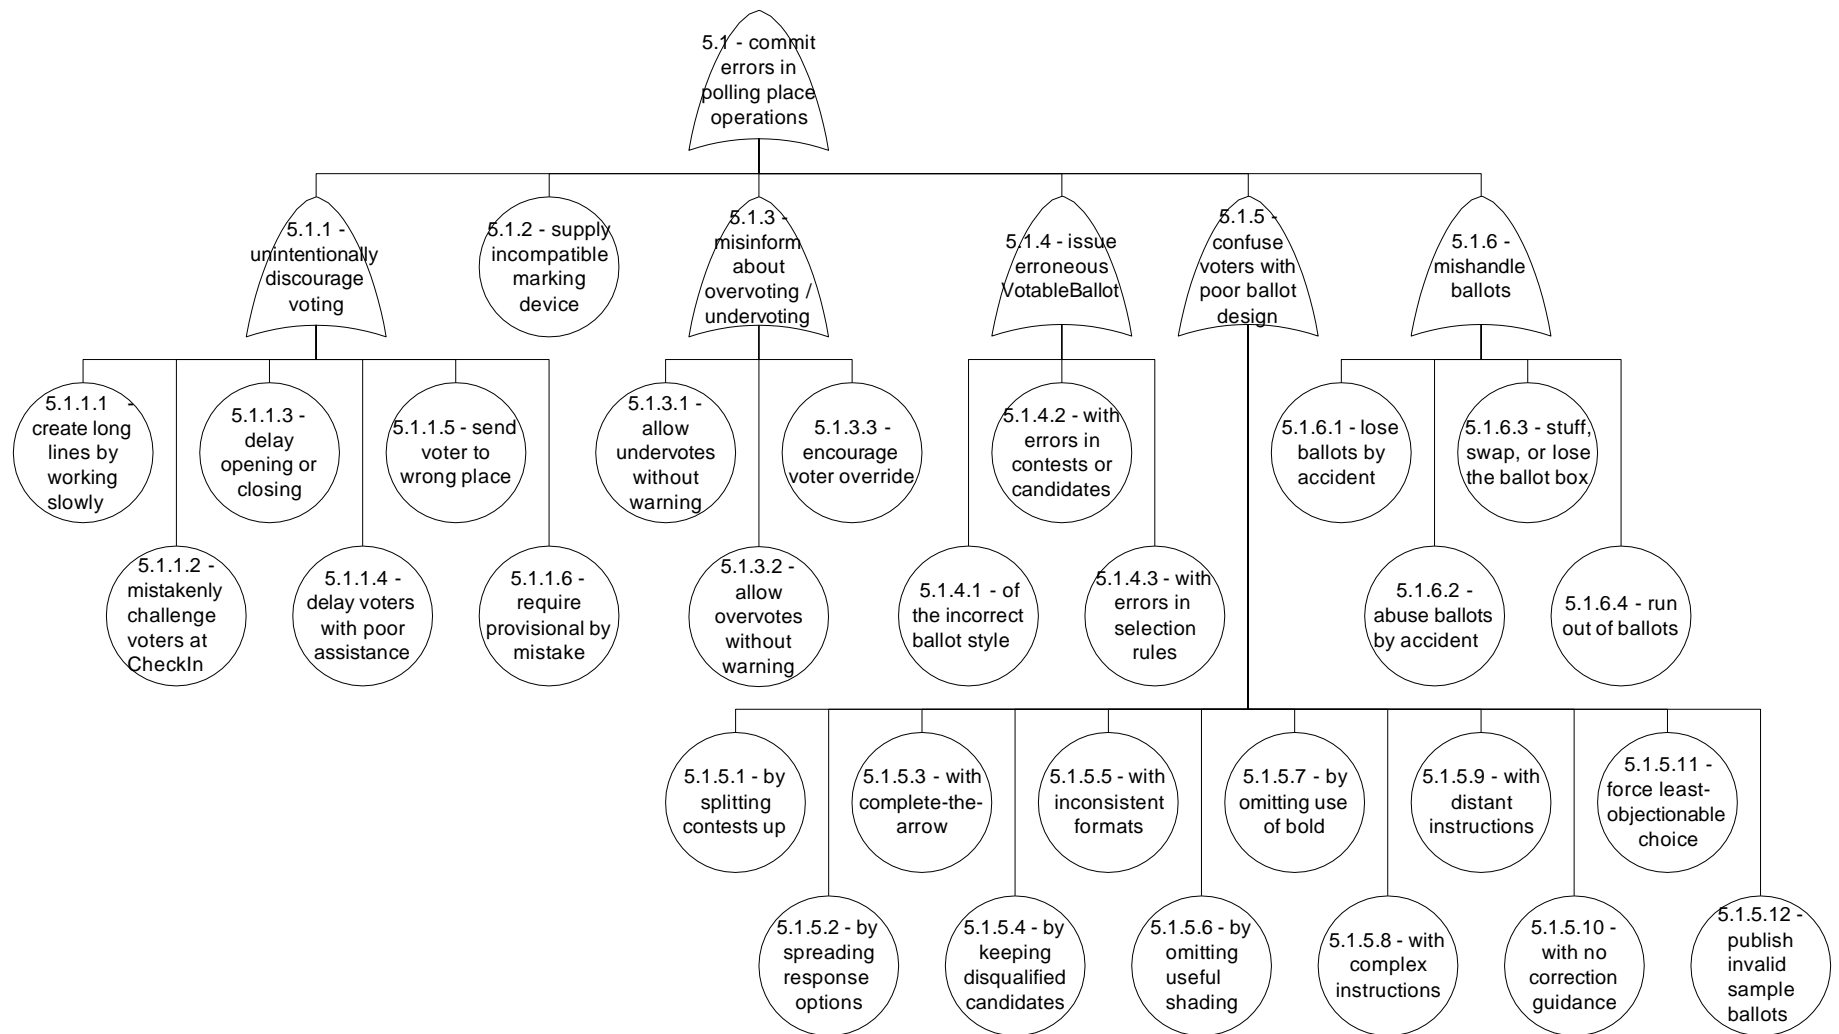 5.1 - commit
errors in
polling place
operations
5.1.1 -
unintentionally
discourage
voting
5.1.2 - supply
incompatible
marking
device
5.1.3 -
misinform
about
overvoting /
undervoting
5.1.4 - issue
erroneous
VotableBallot
5.1.5 -
confuse
voters with
poor ballot
design
5.1.6 -
mishandle
ballots
5.1.1.1 -
create long
lines by
working
slowly
5.1.1.3 -
delay
opening or
closing
5.1.1.5 - send
voter to
wrong place
5.1.3.1 -
allow
undervotes
without
warning
5.1.3.3 -
encourage
voter override
5.1.4.2 - with
errors in
contests or
candidates
5.1.6.1 - lose
ballots by
accident
5.1.6.3 - stuff,
swap, or lose
the ballot box
5.1.1.2 -
mistakenly
challenge
voters at
CheckIn
5.1.1.4 -
delay voters
with poor
assistance
5.1.1.6 -
require
provisional by
mistake
5.1.3.2 -
allow
overvotes
without
warning
5.1.4.1 - of
the incorrect
ballot style
5.1.4.3 - with
errors in
selection
rules
5.1.6.2 -
abuse ballots
by accident
5.1.6.4 - run
out of ballots
5.1.5.1 - by
splitting
contests up
5.1.5.3 - with
complete-the-
arrow
5.1.5.5 - with
inconsistent
formats
5.1.5.7 - by
omitting use
of bold
5.1.5.9 - with
distant
instructions
5.1.5.11 -
force least-
objectionable
choice
5.1.5.2 - by
spreading
response
options
5.1.5.4 - by
keeping
disqualified
candidates
5.1.5.6 - by
omitting
useful
shading
5.1.5.8 - with
complex
instructions
5.1.5.10 -
with no
correction
guidance
5.1.5.12 -
publish
invalid
sample
ballots